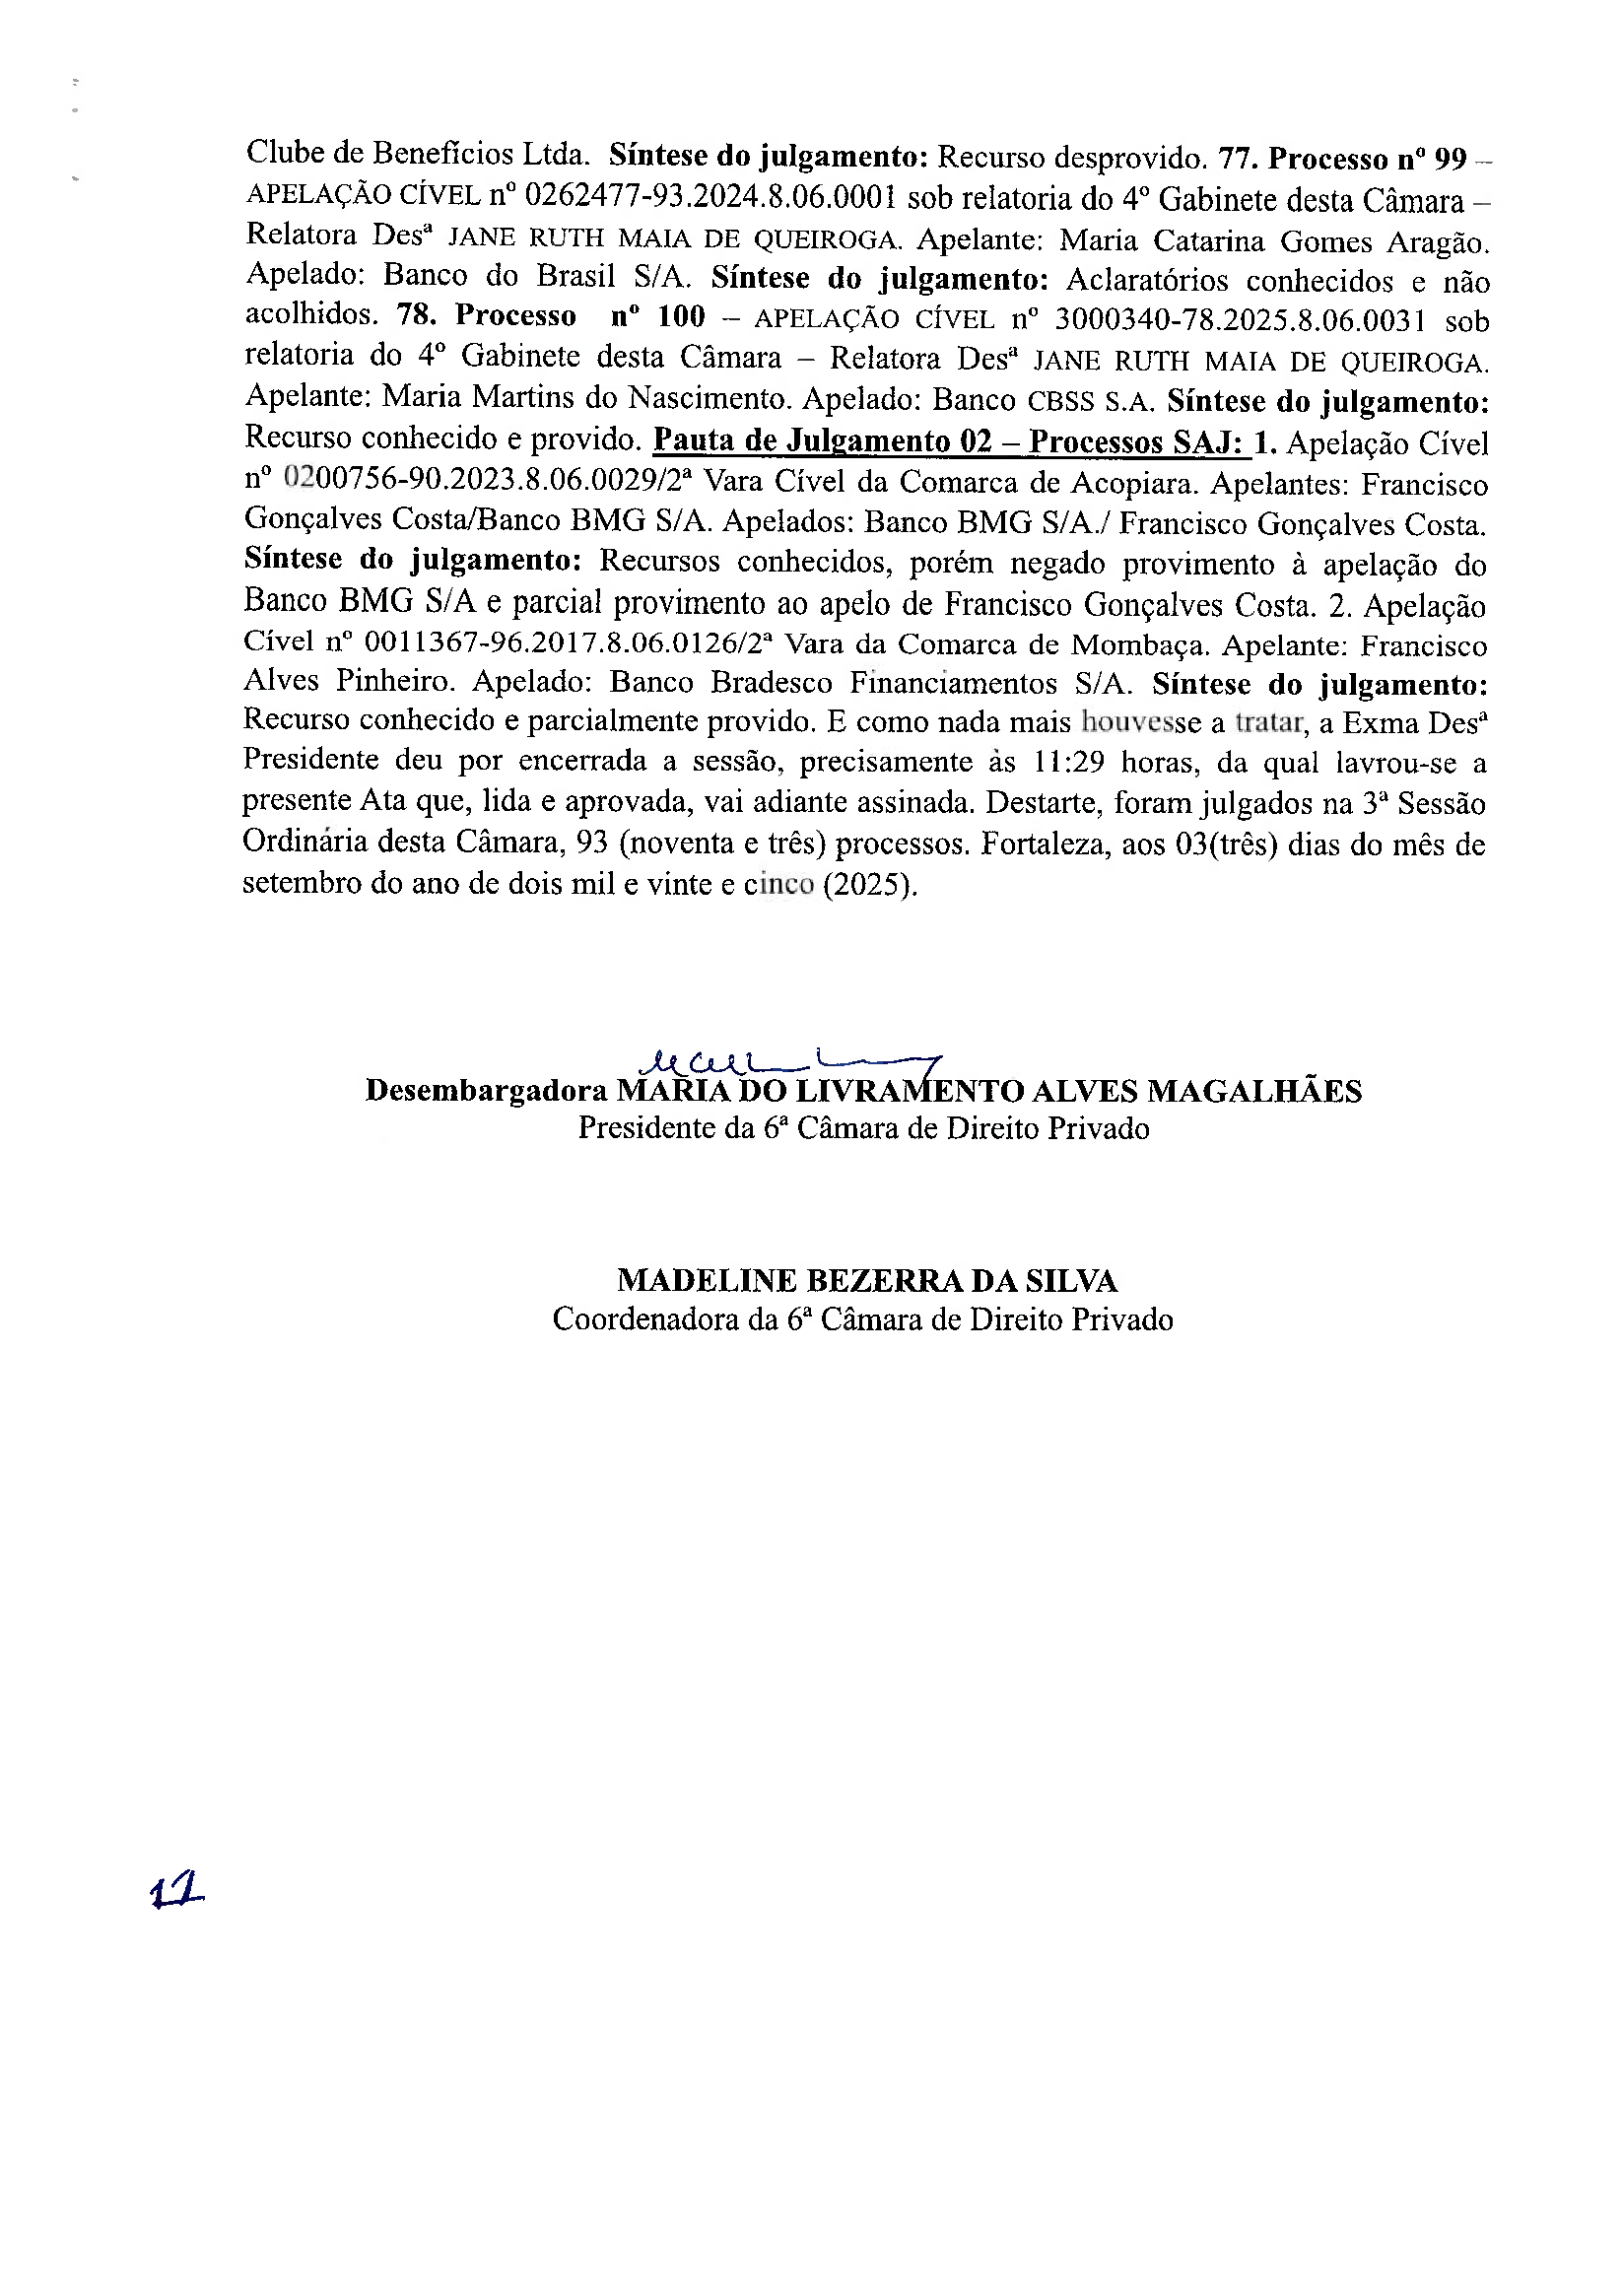 Clube de Benefícios Ltda. Síntese do julgamento: Recurso desprovido. 77. Processo nº 99 –
APELAÇÃO CÍVEL nº 0262477-93.2024.8.06.0001 sob relatoria do 4º Gabinete desta Câmara –
Relatora Desª JANE RUTH MAIA DE QUEIROGA. Apelante: Maria Catarina Gomes Aragão.
Apelado: Banco do Brasil S/A. Síntese do julgamento: Aclaratórios conhecidos e não
acolhidos. 78. Processo nº 100 – APELAÇÃO CÍVEL nº 3000340-78.2025.8.06.0031 sob
relatoria do 4º Gabinete desta Câmara – Relatora Desª JANE RUTH MAIA DE QUEIROGA.
Apelante: Maria Martins do Nascimento. Apelado: Banco CBSS S.A. Síntese do julgamento:
Recurso conhecido e provido. Pauta de Julgamento 02 – Processos SAJ: 1. Apelação Cível
nº 0200756-90.2023.8.06.0029/2ª Vara Cível da Comarca de Acopiara. Apelantes: Francisco
Gonçalves Costa/Banco BMG S/A. Apelados: Banco BMG S/A./ Francisco Gonçalves Costa.
Síntese do julgamento: Recursos conhecidos, porém negado provimento à apelação do
Banco BMG S/A e parcial provimento ao apelo de Francisco Gonçalves Costa. 2. Apelação
Cível nº 0011367-96.2017.8.06.0126/2ª Vara da Comarca de Mombaça. Apelante: Francisco
Alves Pinheiro. Apelado: Banco Bradesco Financiamentos S/A. Síntese do julgamento:
Recurso conhecido e parcialmente provido. E como nada mais houvesse a tratar, a Exma Desª
Presidente deu por encerrada a sessão, precisamente às 11:29 horas, da qual lavrou-se a
presente Ata que, lida e aprovada, vai adiante assinada. Destarte, foram julgados na 3ª Sessão
Ordinária desta Câmara, 93 (noventa e três) processos. Fortaleza, aos 03(três) dias do mês de
setembro do ano de dois mil e vinte e cinco (2025).
Desembargadora MARIA DO LIVRAMENTO ALVES MAGALHÃES
Presidente da 6ª Câmara de Direito Privado
MADELINE BEZERRA DA SILVA
Coordenadora da 6ª Câmara de Direito Privado
11